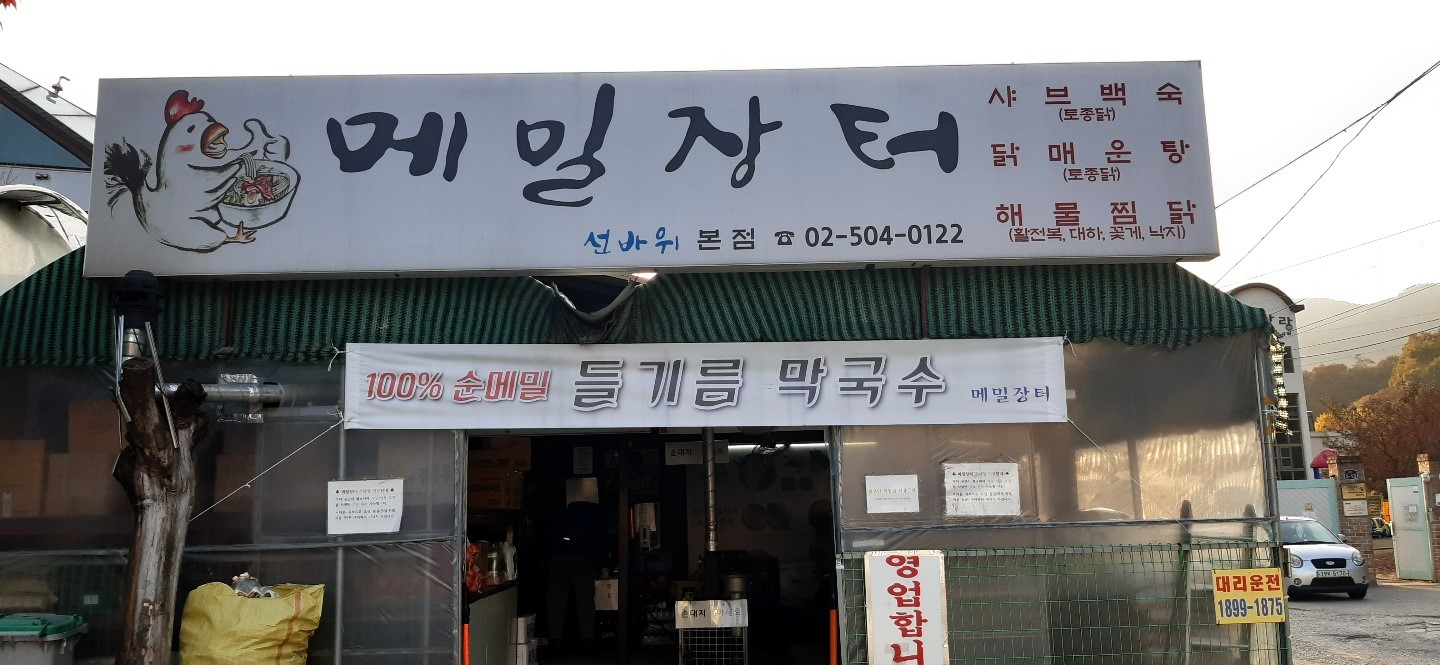 메밀장터
샤브백숙
(토종닭)
닭매운탕
(토종닭)
해물찜닭
(활전복, 대하, 꽃게, 낙지)
선바위 본점 ☎ 02-504-0122
100% 순메밀 들기름 막국수 메밀장터
손대지
영업합니
대리운전
1899-1875